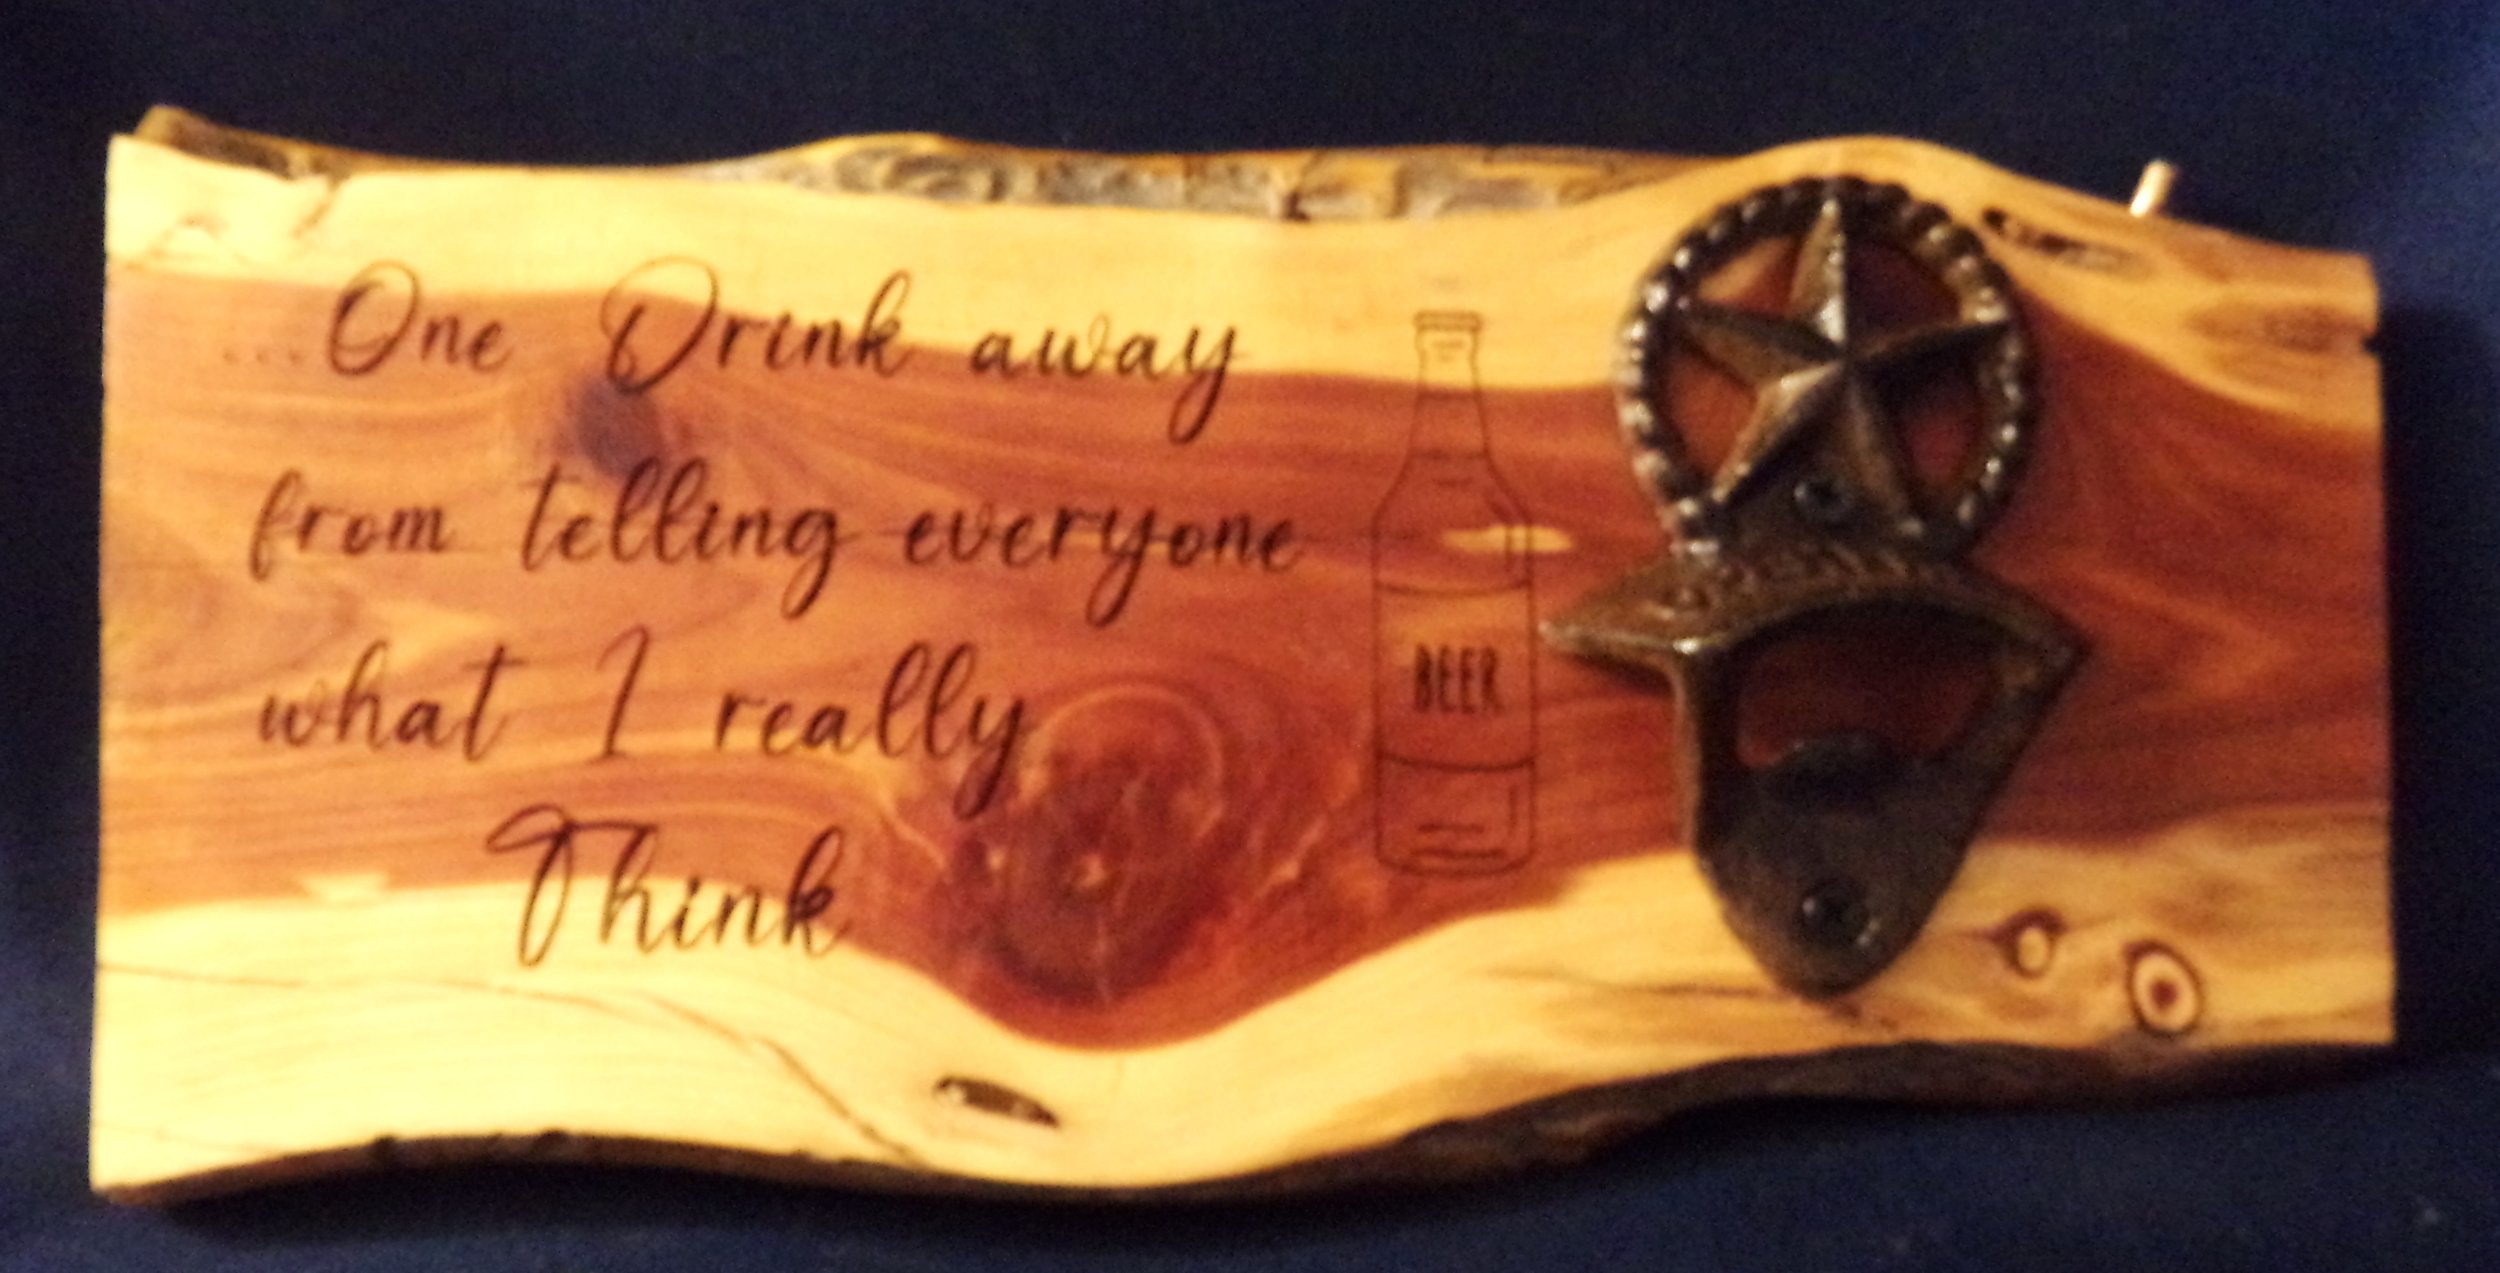 ...One Drink away
from telling everyone
what I really
Think
BEER